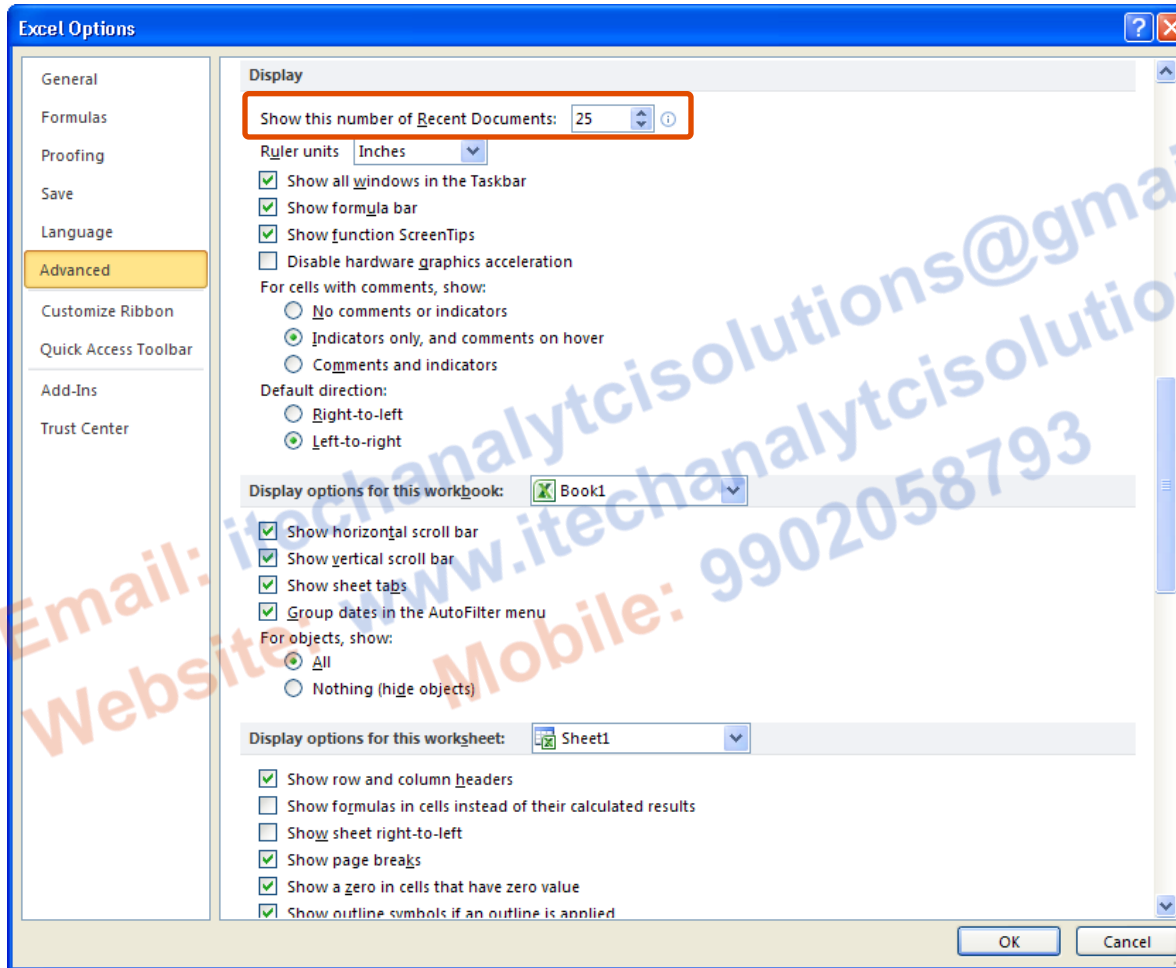 Excel Options
General
Formulas
Proofing
Save
Language
Advanced
Customize Ribbon
Quick Access Toolbar
Add-Ins
Trust Center
Display
Show this number of Recent Documents: 25
Ruler units Inches
Show all windows in the Taskbar
Show formula bar
Show function ScreenTips
Disable hardware graphics acceleration
For cells with comments, show:
No comments or indicators
Indicators only, and comments on hover
Comments and indicators
Default direction:
Right-to-left
Left-to-right
Display options for this workbook: Book1
Show horizontal scroll bar
Show vertical scroll bar
Show sheet tabs
Group dates in the AutoFilter menu
For objects, show:
All
Nothing (hide objects)
Display options for this worksheet: Sheet1
Show row and column headers
Show formulas in cells instead of their calculated results
Show sheet right-to-left
Show page breaks
Show a zero in cells that have zero value
Show outline symbols if an outline is applied
OK Cancel
Email: itechanalytcisolutions@gmai
Website: www.itechanalytcisolutio
Mobile: 9902058793